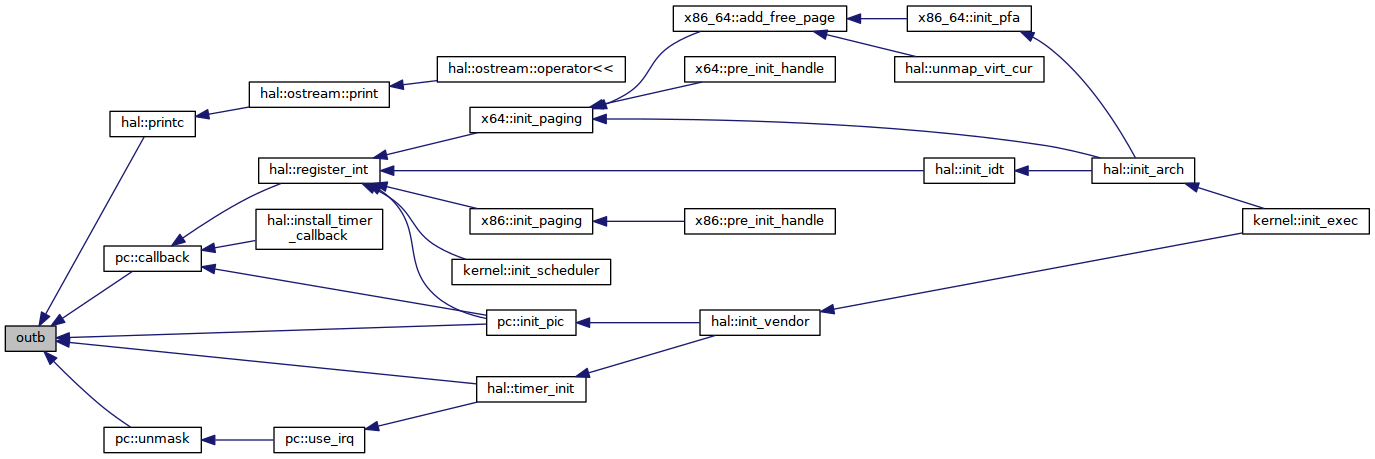 x86_64::add_free_page
x86_64::init_pfa
hal::ostream::operator<<
x64::pre_init_handle
hal::unmap_virt_cur
hal::ostream::print
hal::printc
x64::init_paging
hal::register_int
hal::init_idt
hal::init_arch
hal::install_timer
_callback
x86::init_paging
x86::pre_init_handle
kernel::init_exec
pc::callback
kernel::init_scheduler
pc::init_pic
hal::init_vendor
outb
hal::timer_init
pc::unmask
pc::use_irq